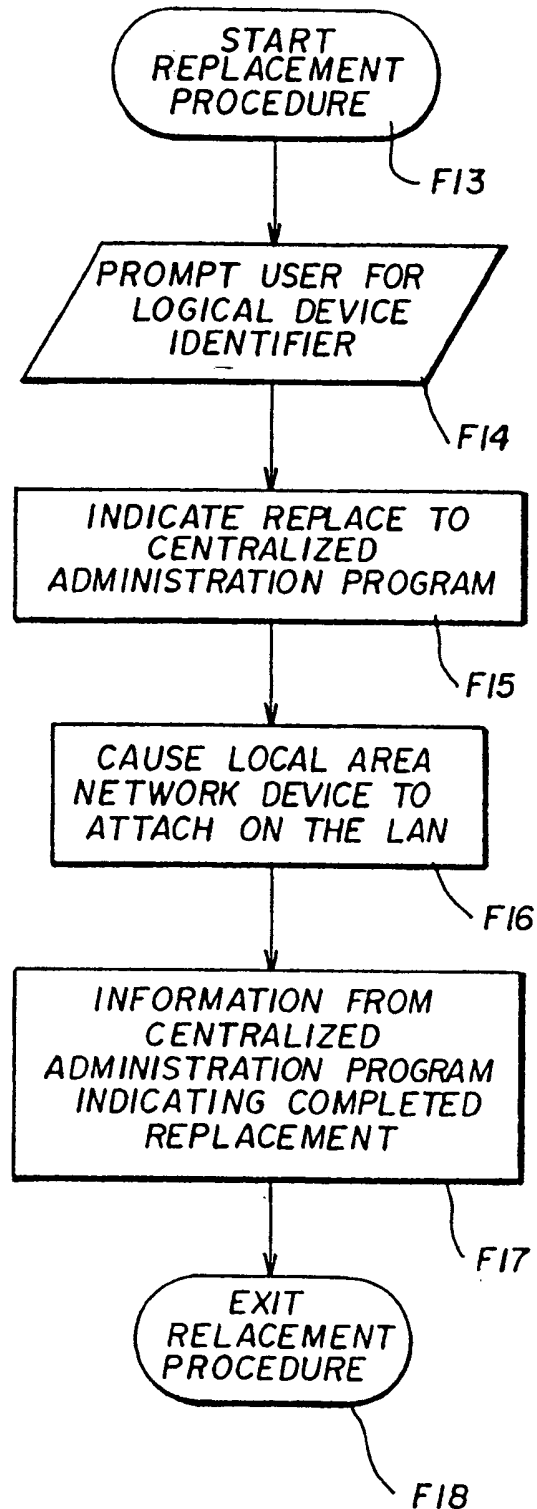 START
REPLACEMENT
PROCEDURE
F13
PROMPT USER FOR
LOGICAL DEVICE
IDENTIFIER
F14
INDICATE REPLACE TO
CENTRALIZED
ADMINISTRATION PROGRAM
F15
CAUSE LOCAL AREA
NETWORK DEVICE TO
ATTACH ON THE LAN
F16
INFORMATION FROM
CENTRALIZED
ADMINISTRATION PROGRAM
INDICATING COMPLETED
REPLACEMENT
F17
EXIT
RELACEMENT
PROCEDURE
F18